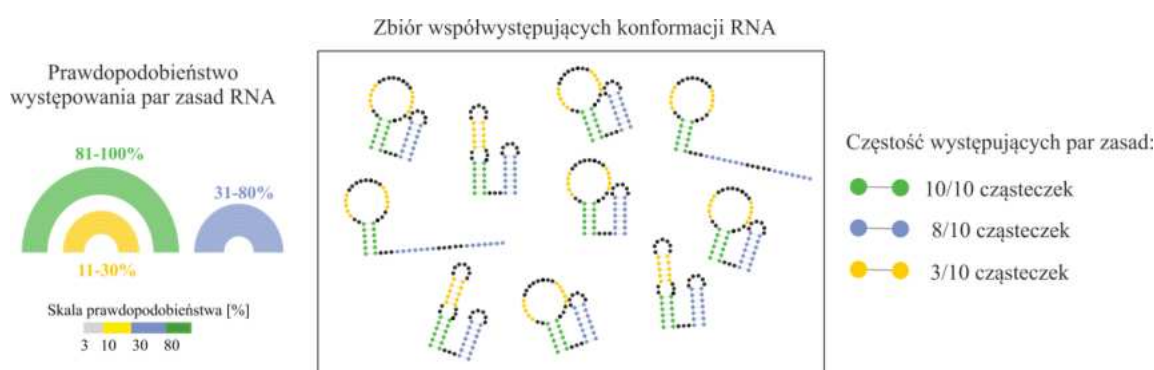 Zbiór współwystępujących konformacji RNA
Prawdopodobieństwo
występowania par zasad RNA
81-100%
31-80%
11-30%
Skala prawdopodobieństwa [%]
3 10 30 80
Częstość występujących par zasad:
10/10 cząsteczek
8/10 cząsteczek
3/10 cząsteczek